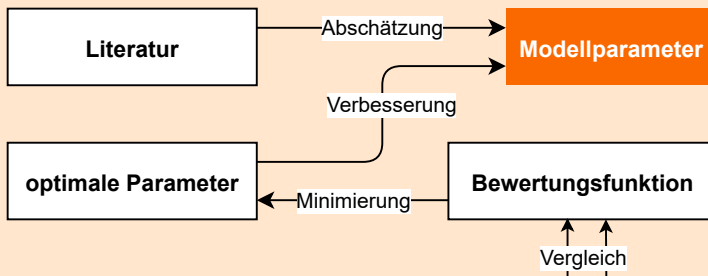 Literatur
Abschätzung
Modellparameter
Verbesserung
optimale Parameter
Minimierung
Bewertungsfunktion
Vergleich